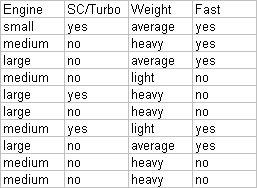 Engine SC/Turbo Weight Fast
small yes average yes
medium no heavy yes
large no average yes
medium no light no
large yes heavy no
large no heavy no
medium yes light yes
large no average yes
medium no heavy no
medium no heavy no